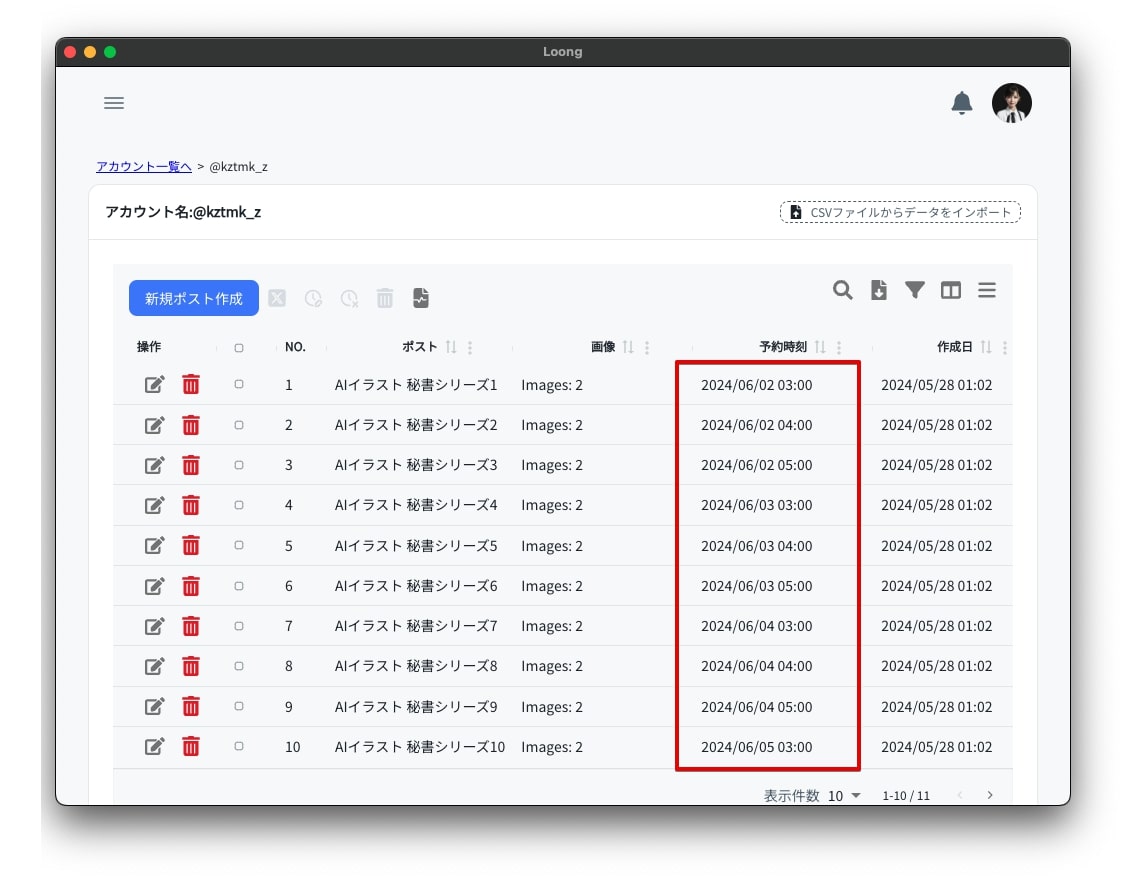 Loong
アカウント一覧へ > @kztmk_z
アカウント名:@kztmk_z
CSVファイルからデータをインポート
新規ポスト作成
操作 NO. ポスト 画像 予約時刻 作成日
1 AIイラスト 秘書シリーズ1 Images: 2 2024/06/02 03:00 2024/05/28 01:02
2 AIイラスト 秘書シリーズ2 Images: 2 2024/06/02 04:00 2024/05/28 01:02
3 AIイラスト 秘書シリーズ3 Images: 2 2024/06/02 05:00 2024/05/28 01:02
4 AIイラスト 秘書シリーズ4 Images: 2 2024/06/03 03:00 2024/05/28 01:02
5 AIイラスト 秘書シリーズ5 Images: 2 2024/06/03 04:00 2024/05/28 01:02
6 AIイラスト 秘書シリーズ6 Images: 2 2024/06/03 05:00 2024/05/28 01:02
7 AIイラスト 秘書シリーズ7 Images: 2 2024/06/04 03:00 2024/05/28 01:02
8 AIイラスト 秘書シリーズ8 Images: 2 2024/06/04 04:00 2024/05/28 01:02
9 AIイラスト 秘書シリーズ9 Images: 2 2024/06/04 05:00 2024/05/28 01:02
10 AIイラスト 秘書シリーズ10 Images: 2 2024/06/05 03:00 2024/05/28 01:02
表示件数 10 1-10 / 11